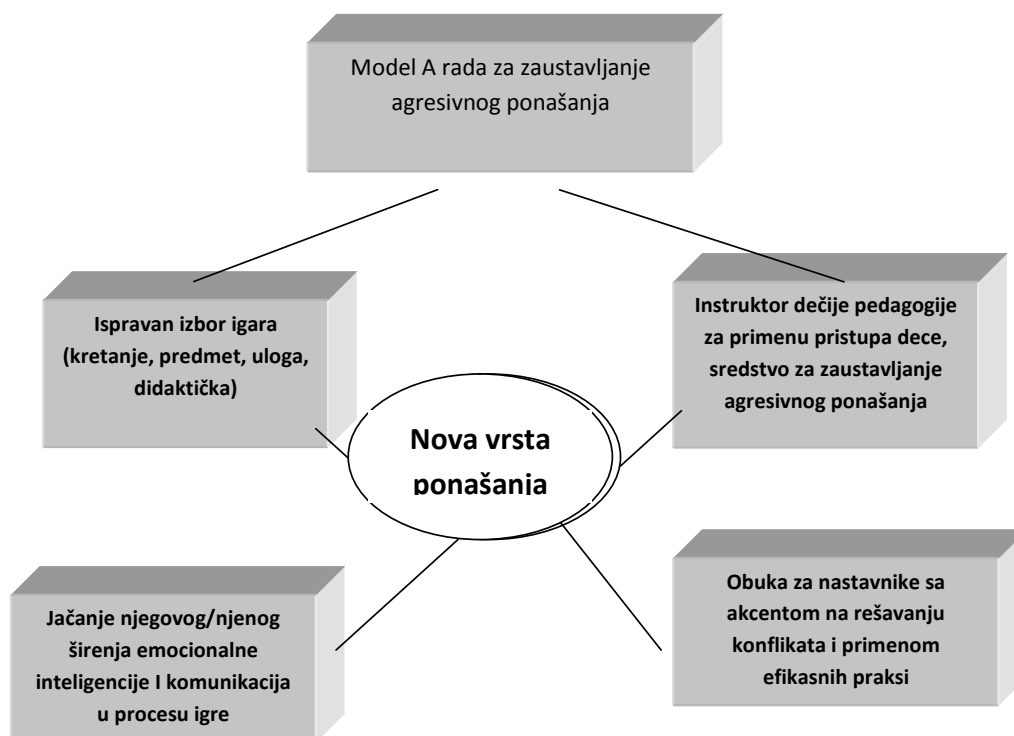 Model A rada za zaustavljanje
agresivnog ponašanja
Ispravan izbor igara
(kretanje, predmet, uloga,
didaktička)
Instruktor dečije pedagogije
za primenu pristupa dece,
sredstvo za zaustavljanje
agresivnog ponašanja
Nova vrsta
ponašanja
Jačanje njegovog/njenog
širenja emocionalne
inteligencije I komunikacija
u procesu igre
Obuka za nastavnike sa
akcentom na rešavanju
konflikata i primenom
efikasnih praksi